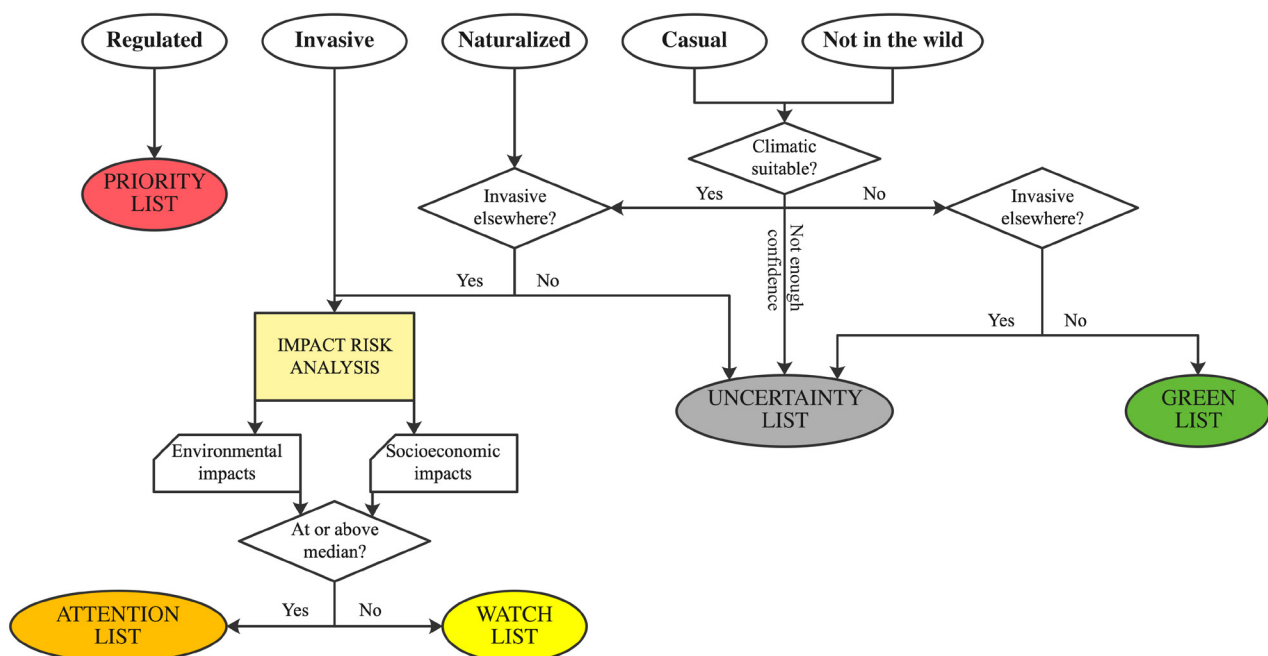 Regulated
Invasive
Naturalized
Casual
Not in the wild
Climatic
suitable?
PRIORITY
LIST
Invasive
elsewhere?
Yes
No
Invasive
elsewhere?
Not enough
confidence
Yes
No
Yes
No
IMPACT RISK
ANALYSIS
UNCERTAINTY
LIST
GREEN
LIST
Environmental
impacts
Socioeconomic
impacts
At or above
median?
ATTENTION
LIST
Yes
No
WATCH
LIST